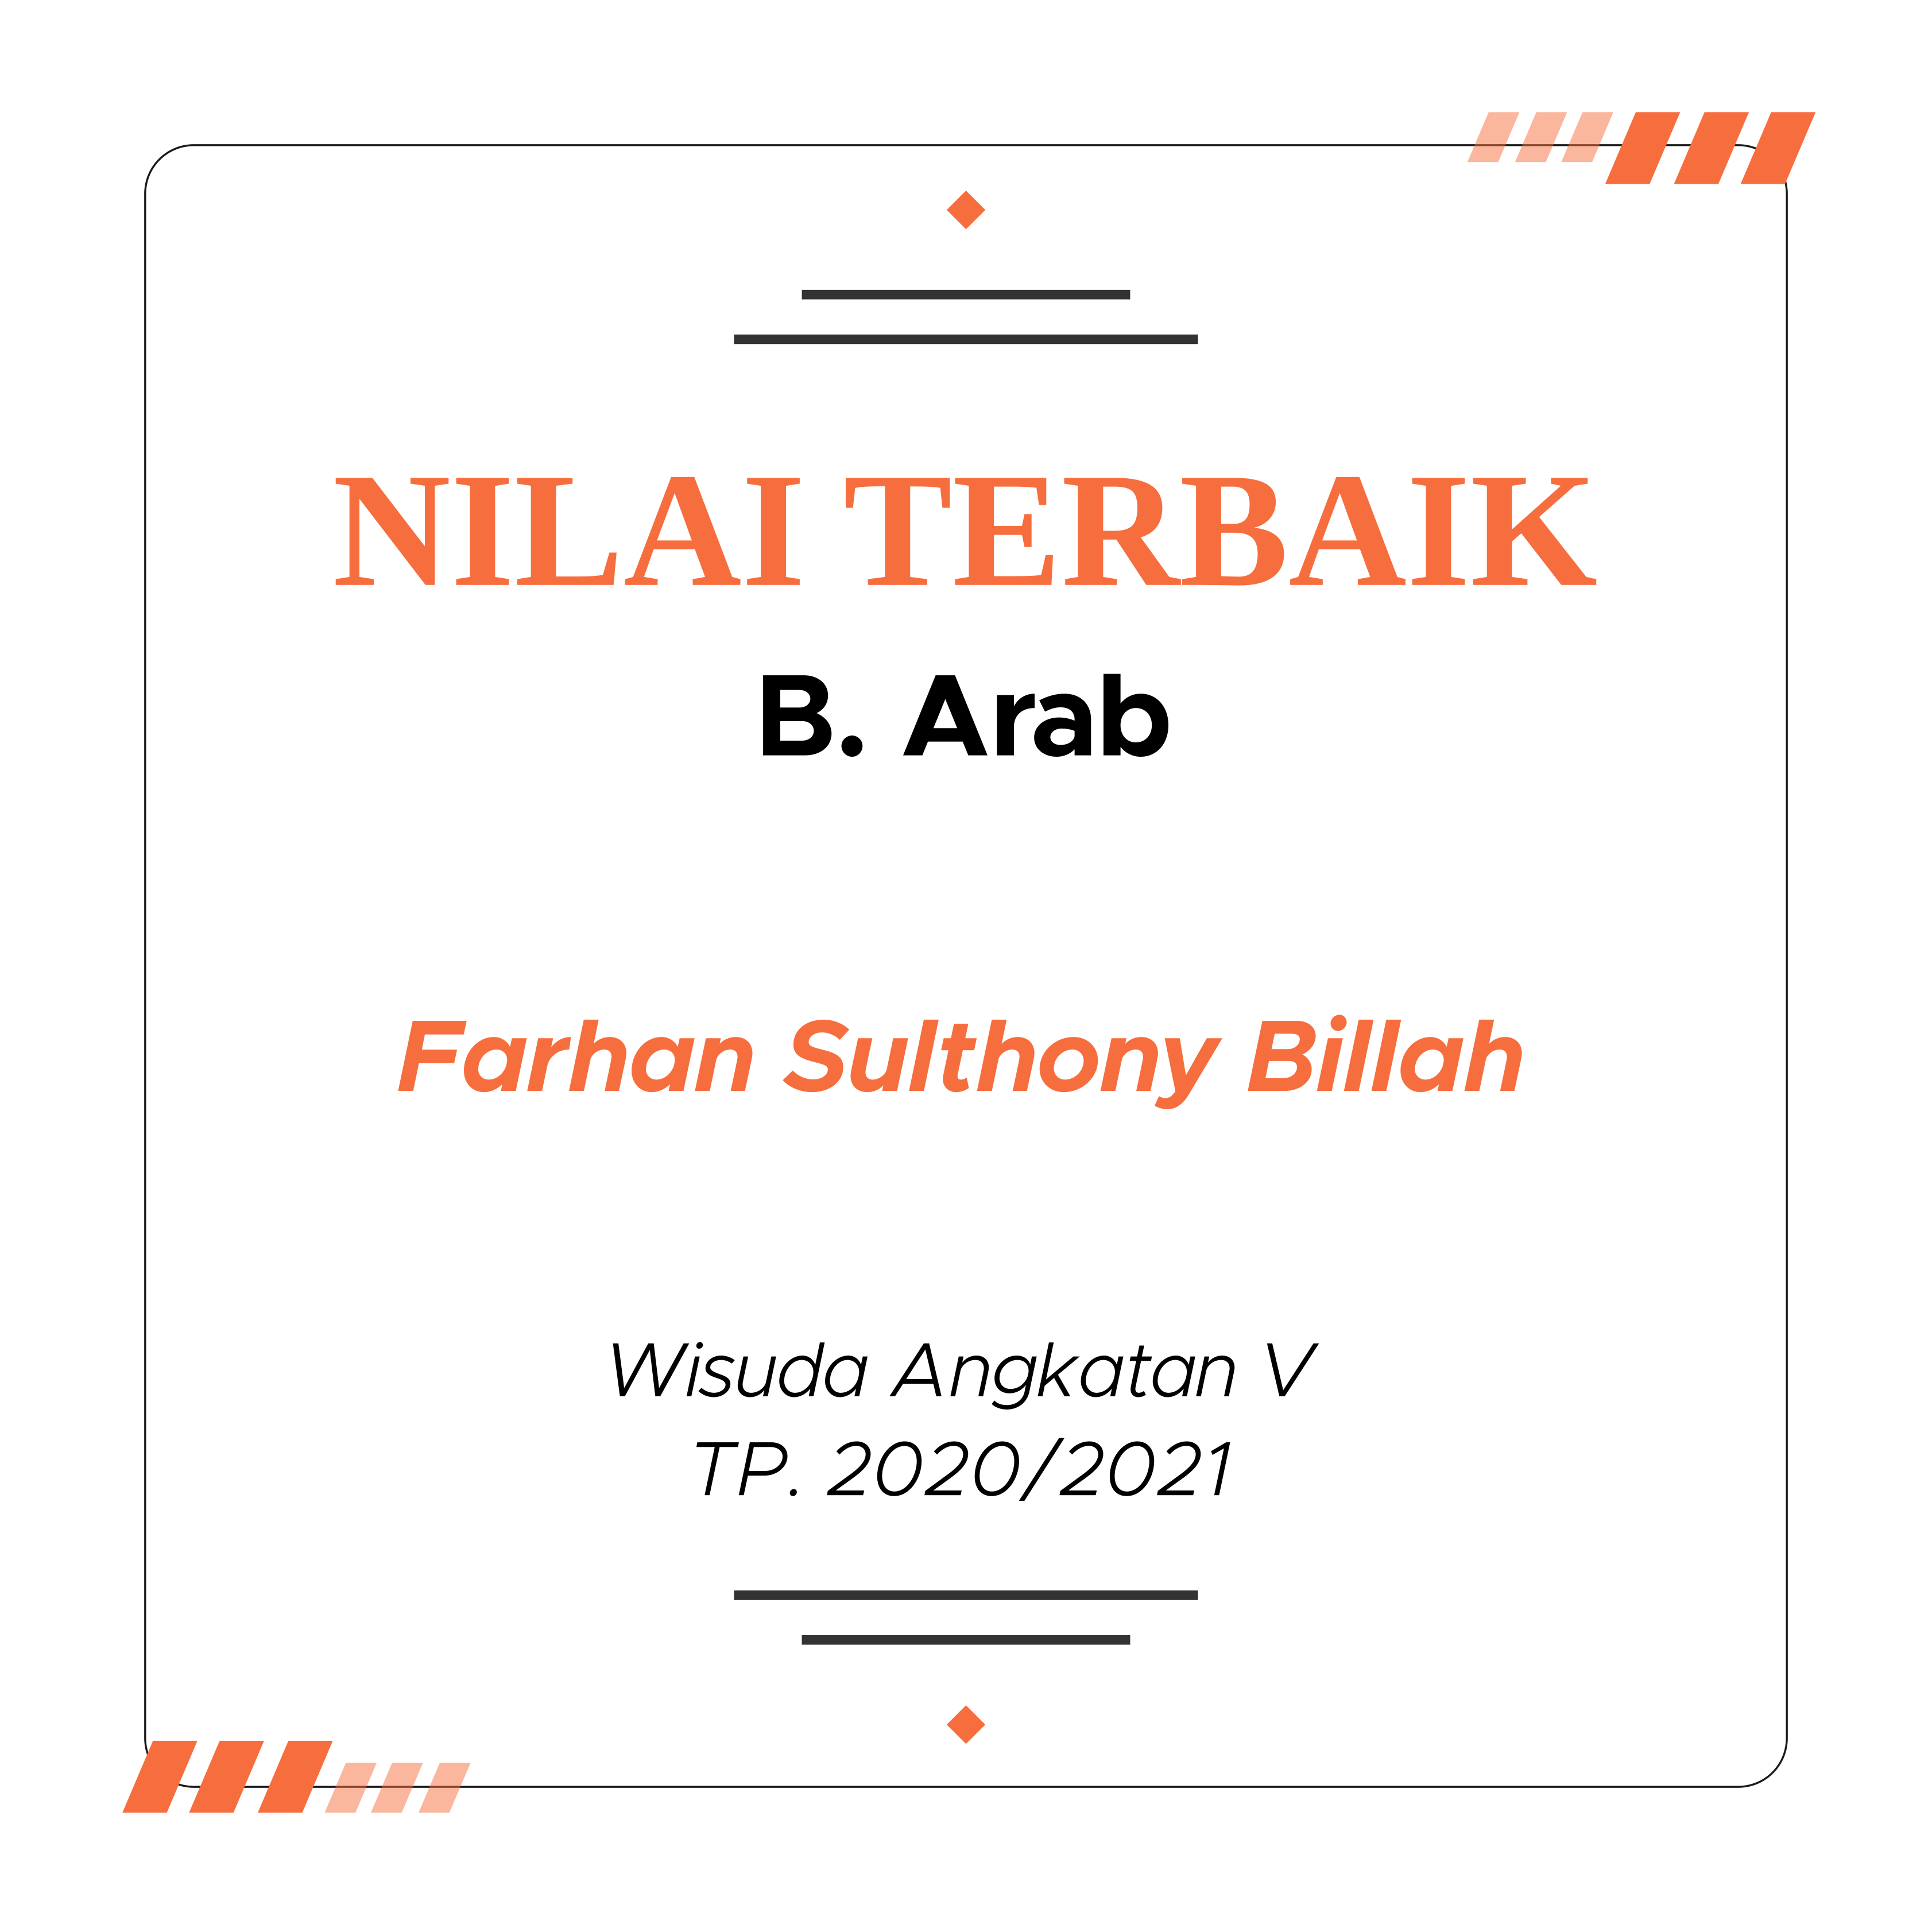 NILAI TERBAIK
B. Arab
Farhan Sulthony Billah
Wisuda Angkatan V
TP. 2020/2021